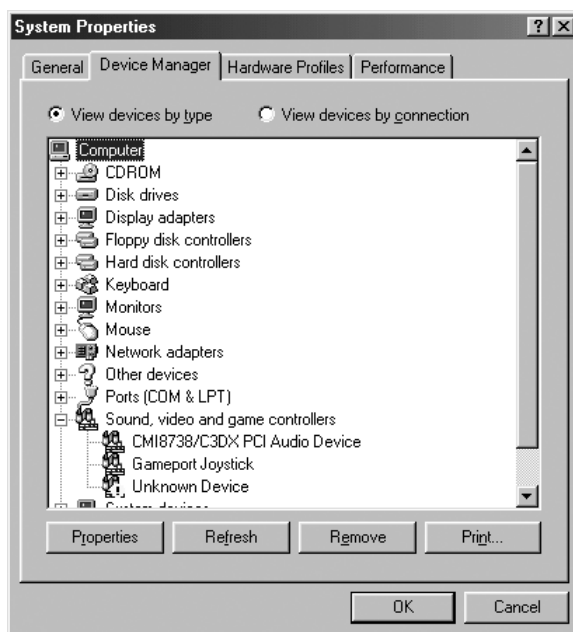 System Properties
General Device Manager Hardware Profiles Performance
View devices by type View devices by connection
Computer
CDROM
Disk drives
Display adapters
Floppy disk controllers
Hard disk controllers
Keyboard
Monitors
Mouse
Network adapters
Other devices
Ports (COM & LPT)
Sound, video and game controllers
CMI8738/C3DX PCI Audio Device
Gameport Joystick
Unknown Device
System devices
Properties Refresh Remove Print...
OK Cancel